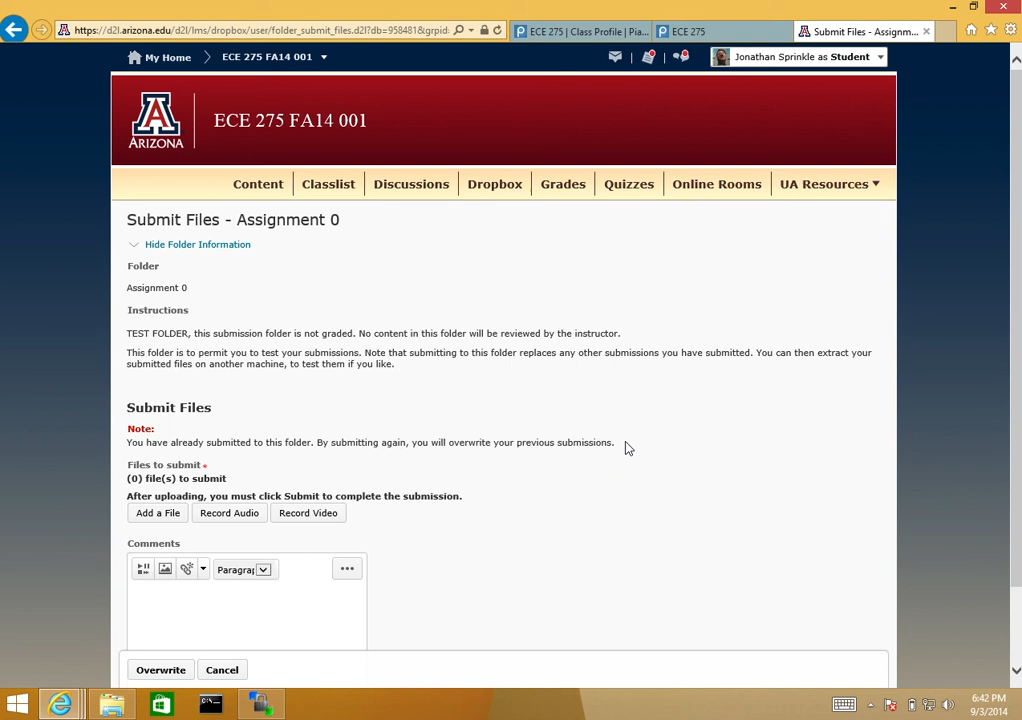 https://d2l.arizona.edu/d2l/lms/dropbox/user/folder_submit_files.d2l?db=958481&grpid:
ECE 275 | Class Profile | Pia...
ECE 275
Submit Files - Assignm...
My Home
ECE 275 FA14 001
Jonathan Sprinkle as Student
A
ARIZONA
ECE 275 FA14 001
Content
Classlist
Discussions
Dropbox
Grades
Quizzes
Online Rooms
UA Resources
Submit Files - Assignment 0
Hide Folder Information
Folder
Assignment 0
Instructions
TEST FOLDER, this submission folder is not graded. No content in this folder will be reviewed by the instructor.
This folder is to permit you to test your submissions. Note that submitting to this folder replaces any other submissions you have submitted. You can then extract your
submitted files on another machine, to test them if you like.
Submit Files
Note:
You have already submitted to this folder. By submitting again, you will overwrite your previous submissions.
Files to submit *
(0) file(s) to submit
After uploading, you must click Submit to complete the submission.
Add a File
Record Audio
Record Video
Comments
Paragra
Overwrite
Cancel
6:42 PM
9/3/2014